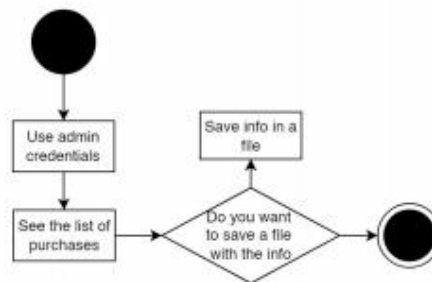 Use admin
credentials
See the list of
purchases
Save info in a
file
Do you want
to save a file
with the info